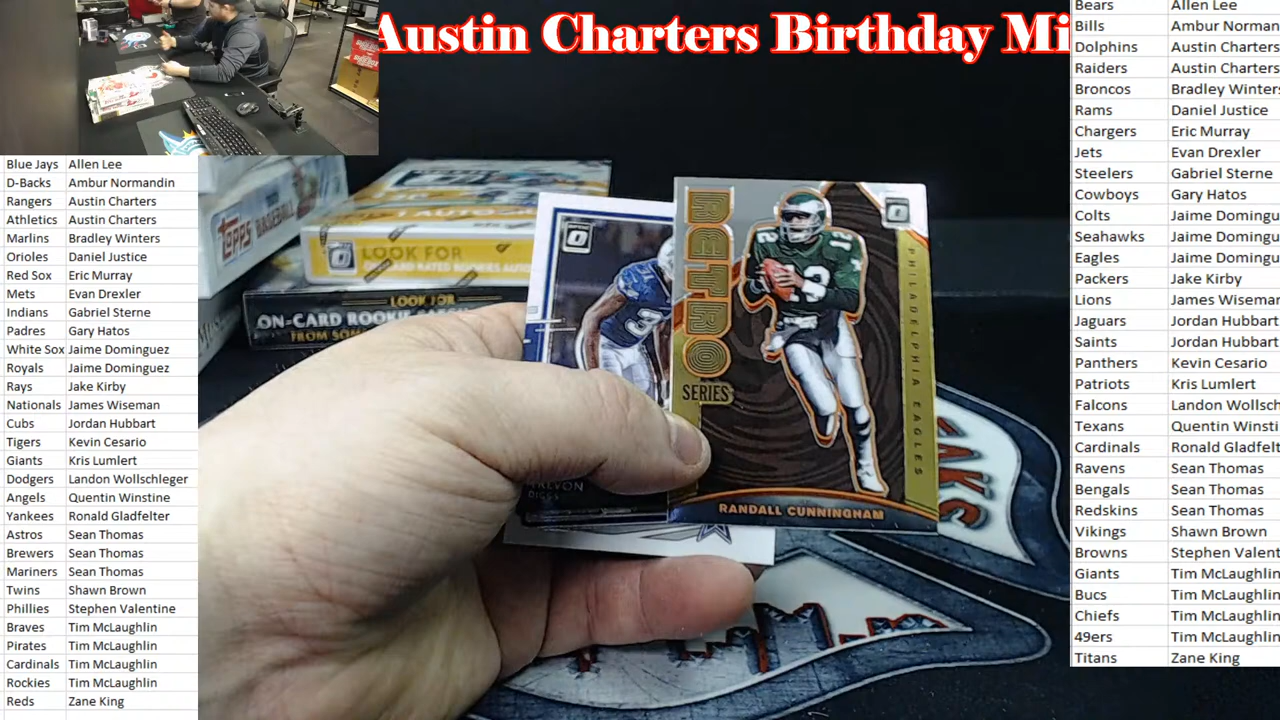 Austin Charters Birthday Mi
Blue Jays Allen Lee
D-Backs Ambur Normandin
Rangers Austin Charters
Athletics Austin Charters
Marlins Bradley Winters
Orioles Daniel Justice
Red Sox Eric Murray
Mets Evan Drexler
Indians Gabriel Sterne
Padres Gary Hatos
White Sox Jaime Dominguez
Royals Jaime Dominguez
Rays Jake Kirby
Nationals James Wiseman
Cubs Jordan Hubbart
Tigers Kevin Cesario
Giants Kris Lumlert
Dodgers Landon Wollschleger
Angels Quentin Winstine
Yankees Ronald Gladfelter
Astros Sean Thomas
Brewers Sean Thomas
Mariners Sean Thomas
Twins Shawn Brown
Phillies Stephen Valentine
Braves Tim McLaughlin
Pirates Tim McLaughlin
Cardinals Tim McLaughlin
Rockies Tim McLaughlin
Reds Zane King
TOPPS BASEBALL
LOOK FOR
LOOK FOR
ON-CARD ROOKIE
FROM SOM
RETRO
SERIES
12
PHILADELPHIA EAGLES
RANDALL CUNNINGHAM
TREVON
DIGGS
Bears Allen Lee
Bills Ambur Norman
Dolphins Austin Charters
Raiders Austin Charters
Broncos Bradley Winters
Rams Daniel Justice
Chargers Eric Murray
Jets Evan Drexler
Steelers Gabriel Sterne
Cowboys Gary Hatos
Colts Jaime Domingu
Seahawks Jaime Domingu
Eagles Jaime Domingu
Packers Jake Kirby
Lions James Wiseman
Jaguars Jordan Hubbart
Saints Jordan Hubbart
Panthers Kevin Cesario
Patriots Kris Lumlert
Falcons Landon Wollsch
Texans Quentin Winsti
Cardinals Ronald Gladfelt
Ravens Sean Thomas
Bengals Sean Thomas
Redskins Sean Thomas
Vikings Shawn Brown
Browns Stephen Valent
Giants Tim McLaughlin
Bucs Tim McLaughlin
Chiefs Tim McLaughlin
49ers Tim McLaughlin
Titans Zane King